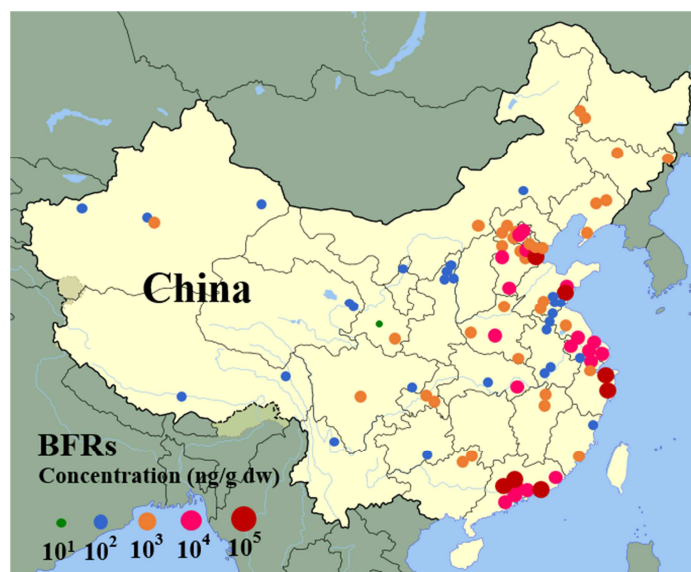 China
BFRs
Concentration (ng/g dw)
10¹ 10² 10³ 10⁴ 10⁵